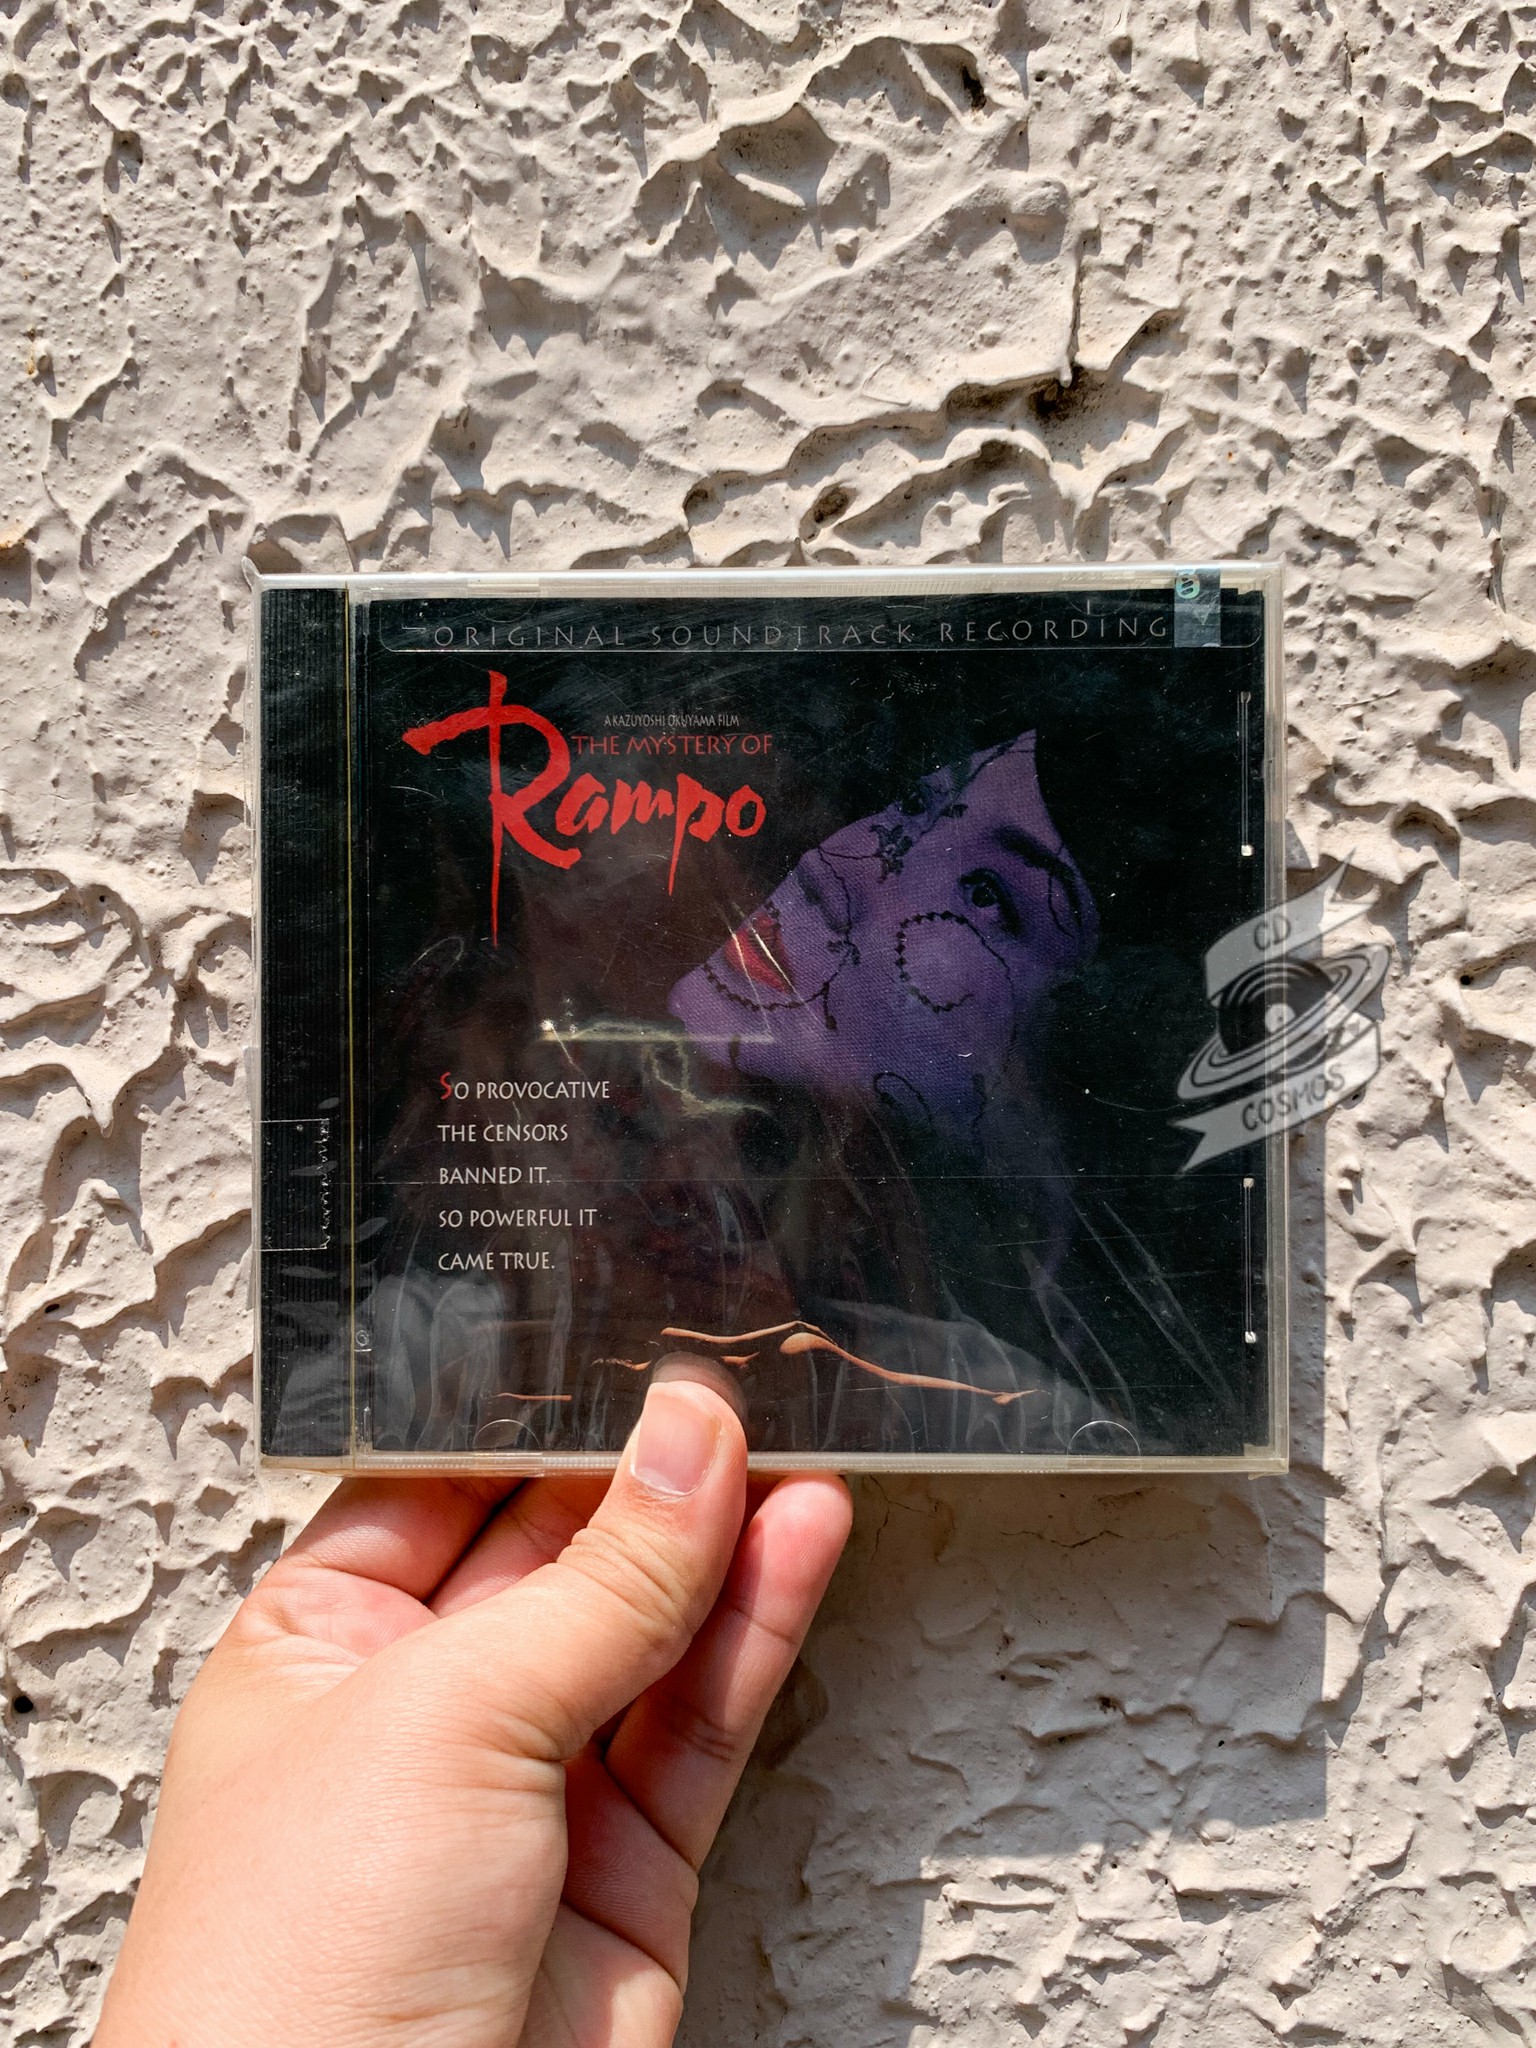 ORIGINAL SOUNDTRACK RECORDING
A KAZUYOSHI OKUYAMA FILM
THE MYSTERY OF
Rampo
SO PROVOCATIVE
THE CENSORS
BANNED IT.
SO POWERFUL IT
CAME TRUE.
CD
COSMOS